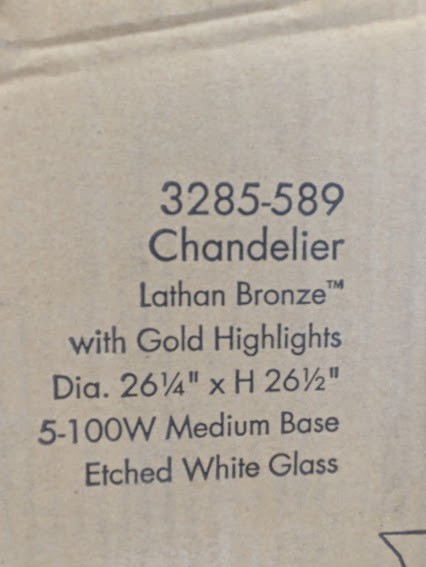 3285-589
Chandelier
Lathan Bronze™
with Gold Highlights
Dia. 26¼" x H 26½"
5-100W Medium Base
Etched White Glass